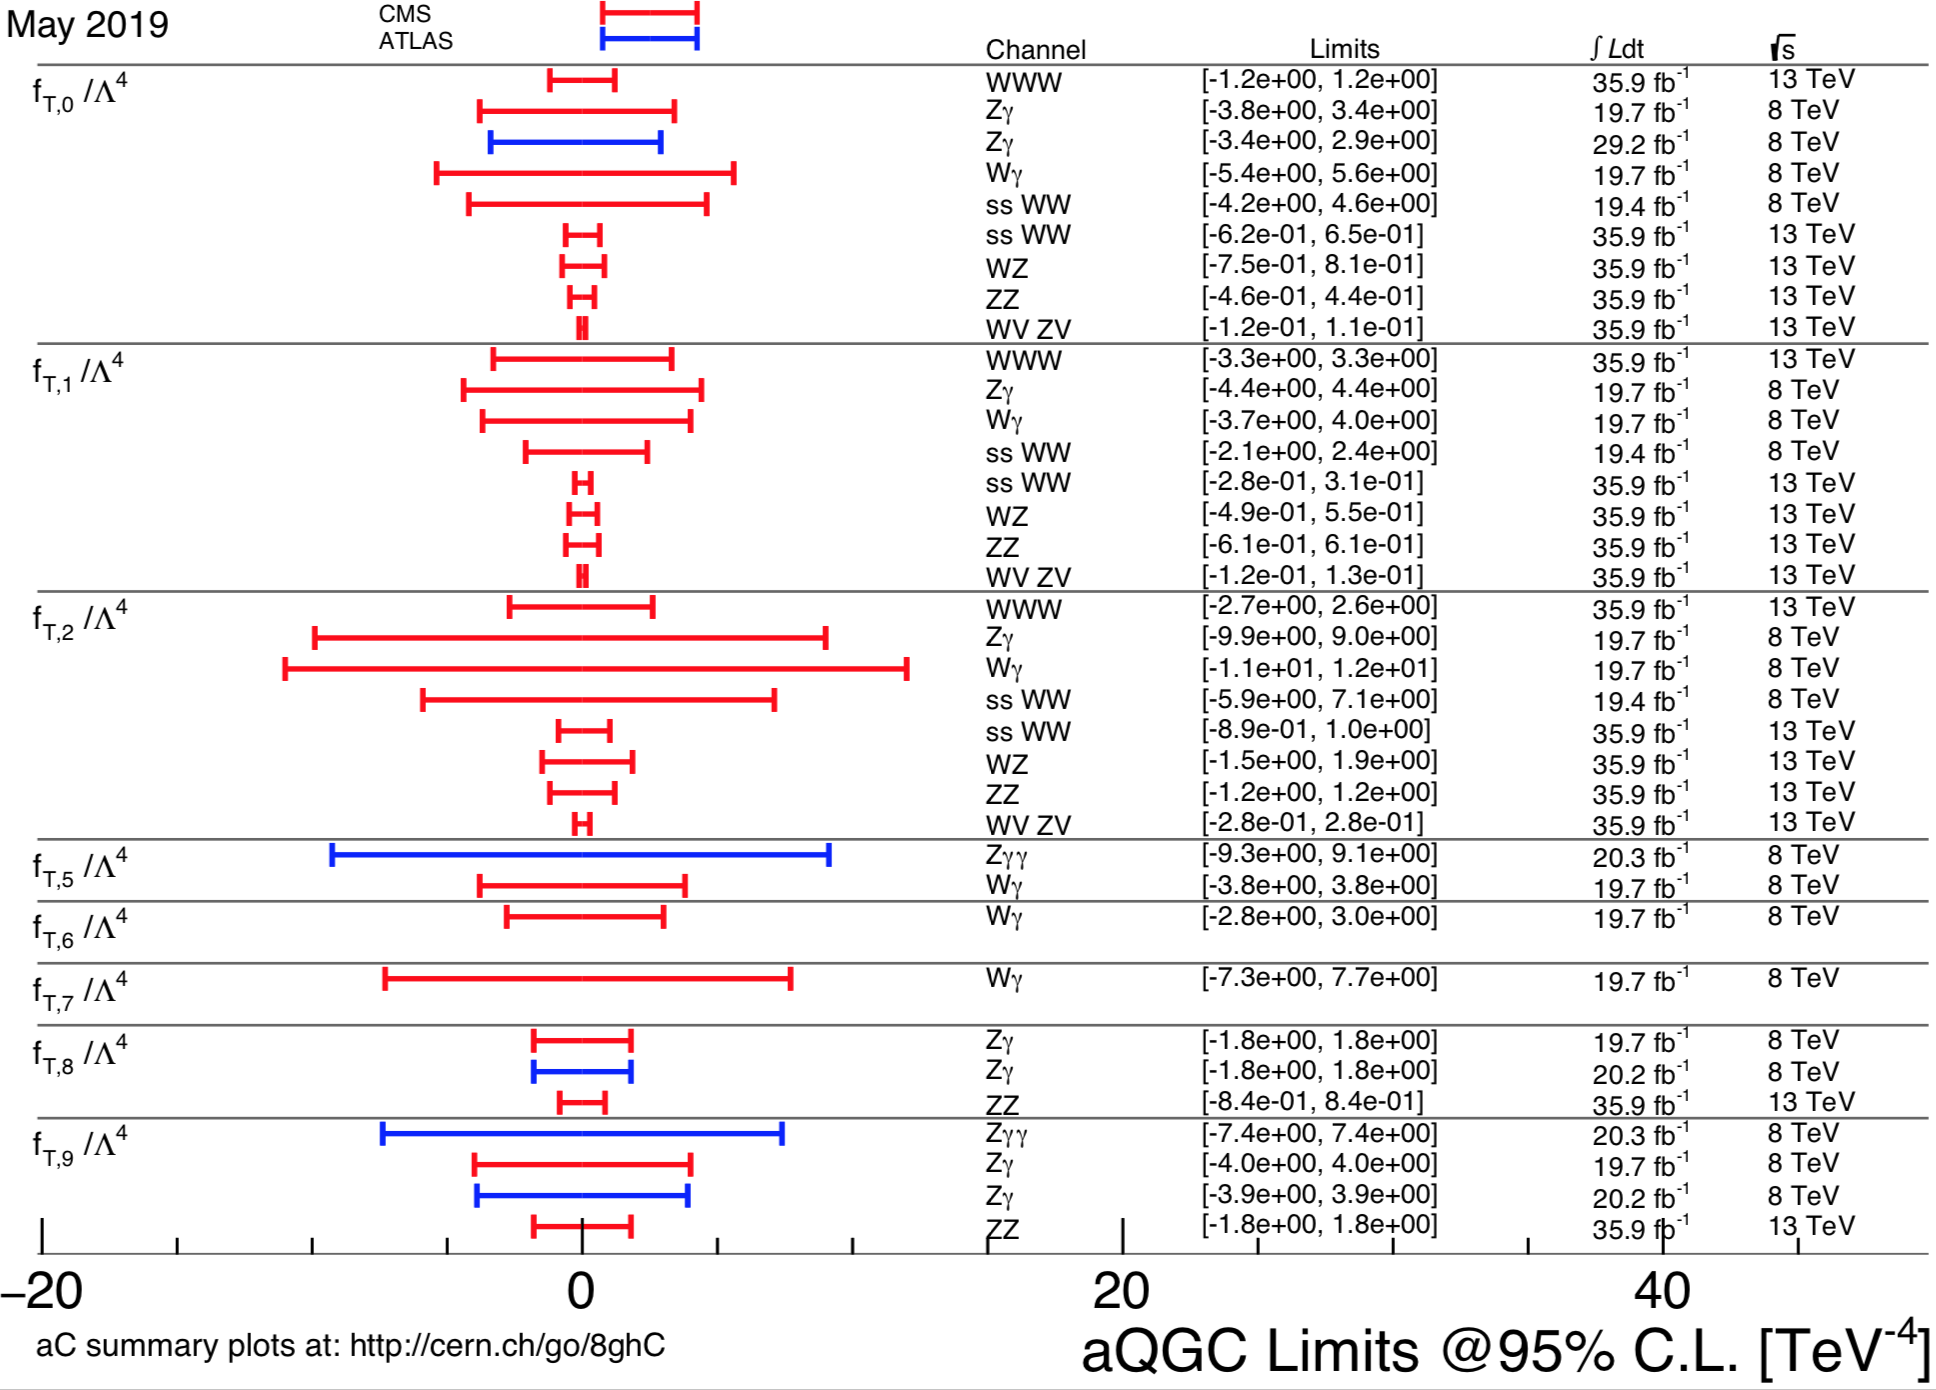 May 2019
CMS
ATLAS
Channel Limits ∫ Ldt √s
f_T,0 /Λ⁴ WWW [-1.2e+00, 1.2e+00] 35.9 fb⁻¹ 13 TeV
Zγ [-3.8e+00, 3.4e+00] 19.7 fb⁻¹ 8 TeV
Zγ [-3.4e+00, 2.9e+00] 29.2 fb⁻¹ 8 TeV
Wγ [-5.4e+00, 5.6e+00] 19.7 fb⁻¹ 8 TeV
ss WW [-4.2e+00, 4.6e+00] 19.4 fb⁻¹ 8 TeV
ss WW [-6.2e-01, 6.5e-01] 35.9 fb⁻¹ 13 TeV
WZ [-7.5e-01, 8.1e-01] 35.9 fb⁻¹ 13 TeV
ZZ [-4.6e-01, 4.4e-01] 35.9 fb⁻¹ 13 TeV
WV ZV [-1.2e-01, 1.1e-01] 35.9 fb⁻¹ 13 TeV
f_T,1 /Λ⁴ WWW [-3.3e+00, 3.3e+00] 35.9 fb⁻¹ 13 TeV
Zγ [-4.4e+00, 4.4e+00] 19.7 fb⁻¹ 8 TeV
Wγ [-3.7e+00, 4.0e+00] 19.7 fb⁻¹ 8 TeV
ss WW [-2.1e+00, 2.4e+00] 19.4 fb⁻¹ 8 TeV
ss WW [-2.8e-01, 3.1e-01] 35.9 fb⁻¹ 13 TeV
WZ [-4.9e-01, 5.5e-01] 35.9 fb⁻¹ 13 TeV
ZZ [-6.1e-01, 6.1e-01] 35.9 fb⁻¹ 13 TeV
WV ZV [-1.2e-01, 1.3e-01] 35.9 fb⁻¹ 13 TeV
f_T,2 /Λ⁴ WWW [-2.7e+00, 2.6e+00] 35.9 fb⁻¹ 13 TeV
Zγ [-9.9e+00, 9.0e+00] 19.7 fb⁻¹ 8 TeV
Wγ [-1.1e+01, 1.2e+01] 19.7 fb⁻¹ 8 TeV
ss WW [-5.9e+00, 7.1e+00] 19.4 fb⁻¹ 8 TeV
ss WW [-8.9e-01, 1.0e+00] 35.9 fb⁻¹ 13 TeV
WZ [-1.5e+00, 1.9e+00] 35.9 fb⁻¹ 13 TeV
ZZ [-1.2e+00, 1.2e+00] 35.9 fb⁻¹ 13 TeV
WV ZV [-2.8e-01, 2.8e-01] 35.9 fb⁻¹ 13 TeV
f_T,5 /Λ⁴ Zγγ [-9.3e+00, 9.1e+00] 20.3 fb⁻¹ 8 TeV
Wγ [-3.8e+00, 3.8e+00] 19.7 fb⁻¹ 8 TeV
f_T,6 /Λ⁴ Wγ [-2.8e+00, 3.0e+00] 19.7 fb⁻¹ 8 TeV
f_T,7 /Λ⁴ Wγ [-7.3e+00, 7.7e+00] 19.7 fb⁻¹ 8 TeV
f_T,8 /Λ⁴ Zγ [-1.8e+00, 1.8e+00] 19.7 fb⁻¹ 8 TeV
Zγ [-1.8e+00, 1.8e+00] 20.2 fb⁻¹ 8 TeV
ZZ [-8.4e-01, 8.4e-01] 35.9 fb⁻¹ 13 TeV
f_T,9 /Λ⁴ Zγγ [-7.4e+00, 7.4e+00] 20.3 fb⁻¹ 8 TeV
Zγ [-4.0e+00, 4.0e+00] 19.7 fb⁻¹ 8 TeV
Zγ [-3.9e+00, 3.9e+00] 20.2 fb⁻¹ 8 TeV
ZZ [-1.8e+00, 1.8e+00] 35.9 fb⁻¹ 13 TeV
−20 0 20 40
aC summary plots at: http://cern.ch/go/8ghC
aQGC Limits @95% C.L. [TeV⁻⁴]